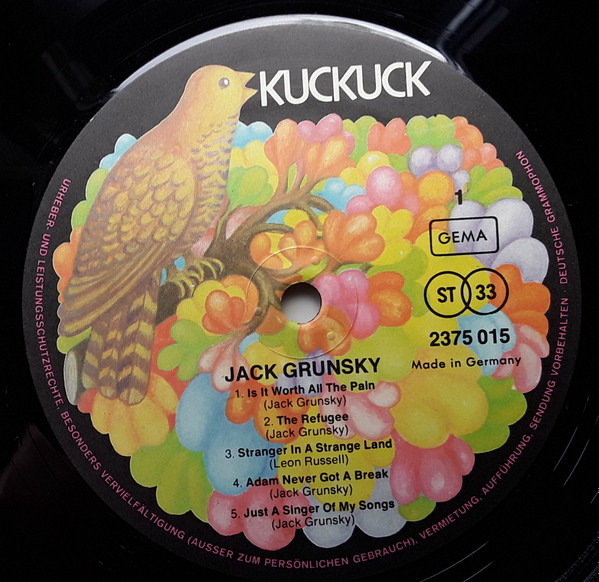 KUCKUCK
1
GEMA
ST 33
2375 015
Made in Germany
JACK GRUNSKY
1. Is It Worth All The Pain
(Jack Grunsky)
2. The Refugee
(Jack Grunsky)
3. Stranger In A Strange Land
(Leon Russell)
4. Adam Never Got A Break
(Jack Grunsky)
5. Just A Singer Of My Songs
(Jack Grunsky)
URHEBER- UND LEISTUNGSSCHUTZRECHTE, BESONDERS VERVIELFÄLTIGUNG (AUSSER ZUM PERSÖNLICHEN GEBRAUCH), VERMIETUNG, AUFFÜHRUNG, SENDUNG VORBEHALTEN · DEUTSCHE GRAMMOPHON